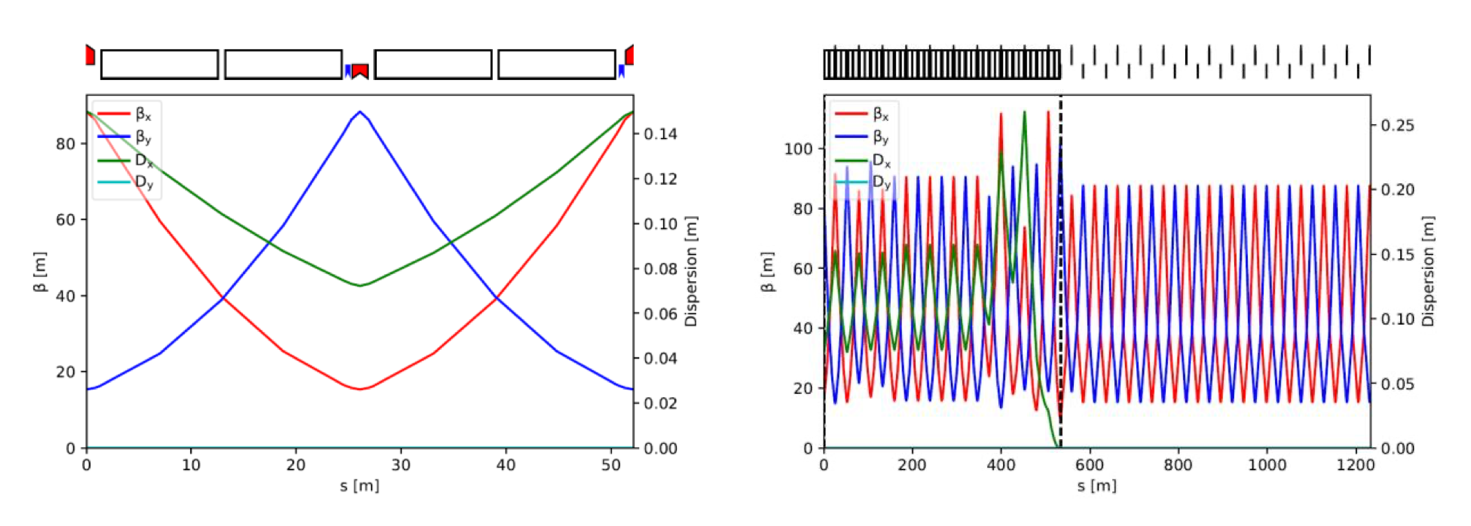 βx
βy
Dx
Dy
80
60
40
20
0
0.14
0.12
0.10
0.08
0.06
0.04
0.02
0.00
β [m]
Dispersion [m]
0 10 20 30 40 50
s [m]
βx
βy
Dx
Dy
100
80
60
40
20
0
0.25
0.20
0.15
0.10
0.05
0.00
β [m]
Dispersion [m]
0 200 400 600 800 1000 1200
s [m]